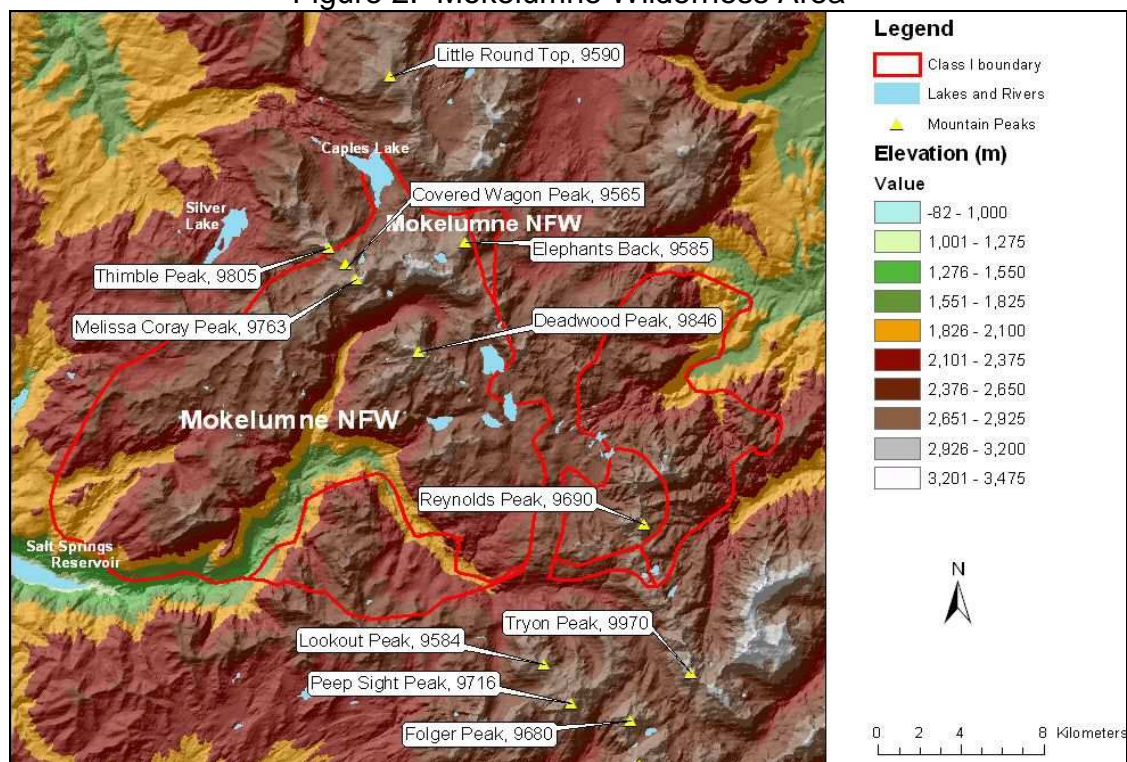 Figure 2. Mokelumne Wilderness Area
Little Round Top, 9590
Caples Lake
Covered Wagon Peak, 9565
Silver
Lake
Mokelumne NFW
Elephants Back, 9585
Thimble Peak, 9805
Melissa Coray Peak, 9763
Deadwood Peak, 9846
Mokelumne NFW
Reynolds Peak, 9690
Salt Springs
Reservoir
Tryon Peak, 9970
Lookout Peak, 9584
Peep Sight Peak, 9716
Folger Peak, 9680
Legend
Class I boundary
Lakes and Rivers
Mountain Peaks
Elevation (m)
Value
-82 - 1,000
1,001 - 1,275
1,276 - 1,550
1,551 - 1,825
1,826 - 2,100
2,101 - 2,375
2,376 - 2,650
2,651 - 2,925
2,926 - 3,200
3,201 - 3,475
N
0 2 4 8 Kilometers